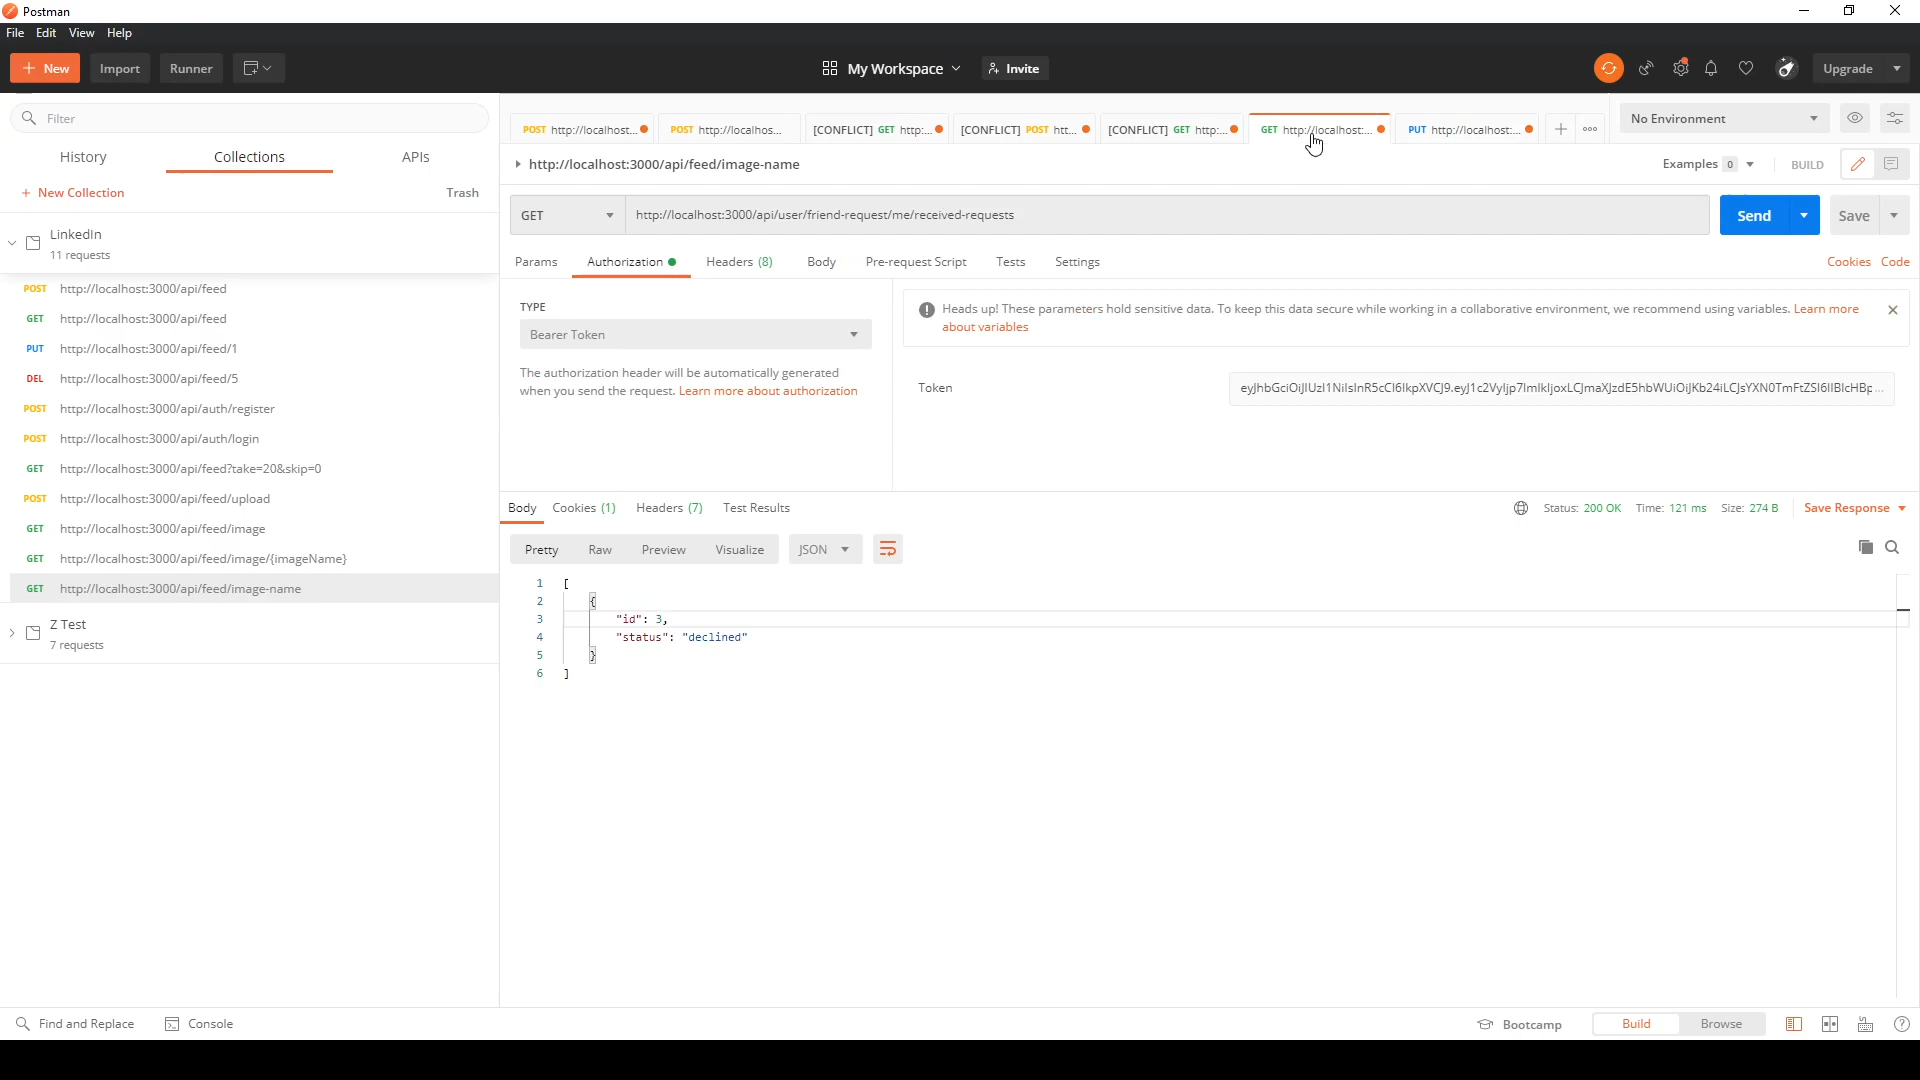 Postman
File Edit View Help
New Import Runner My Workspace Invite Upgrade
Filter
History Collections APIs
New Collection Trash
LinkedIn
11 requests
POST http://localhost:3000/api/feed
GET http://localhost:3000/api/feed
PUT http://localhost:3000/api/feed/1
DEL http://localhost:3000/api/feed/5
POST http://localhost:3000/api/auth/register
POST http://localhost:3000/api/auth/login
GET http://localhost:3000/api/feed?take=20&skip=0
POST http://localhost:3000/api/feed/upload
GET http://localhost:3000/api/feed/image
GET http://localhost:3000/api/feed/image/{imageName}
GET http://localhost:3000/api/feed/image-name
Z Test
7 requests
POST http://localhost... POST http://localhos... [CONFLICT] GET http:... [CONFLICT] POST htt... [CONFLICT] GET http:... GET http://localhost:... PUT http://localhost:... No Environment
http://localhost:3000/api/feed/image-name Examples 0 BUILD
GET http://localhost:3000/api/user/friend-request/me/received-requests Send Save
Params Authorization Headers (8) Body Pre-request Script Tests Settings Cookies Code
TYPE
Bearer Token
The authorization header will be automatically generated
when you send the request. Learn more about authorization
Heads up! These parameters hold sensitive data. To keep this data secure while working in a collaborative environment, we recommend using variables. Learn more
about variables
Token
Body Cookies (1) Headers (7) Test Results Status: 200 OK Time: 121 ms Size: 274 B Save Response
Pretty Raw Preview Visualize JSON
1 [
2 {
3 "id": 3,
4 "status": "declined"
5 }
6 ]
Find and Replace Console Bootcamp Build Browse